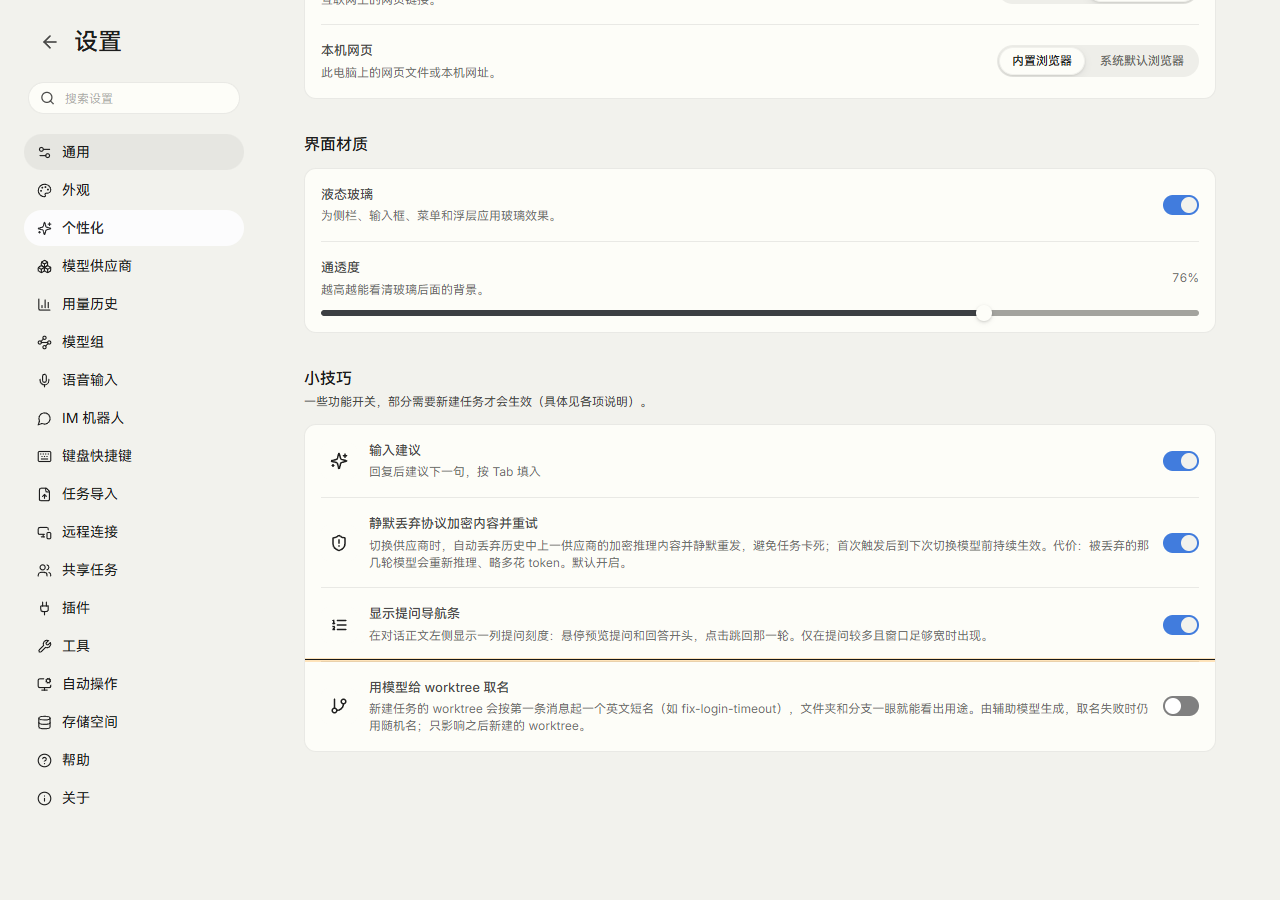 设置
搜索设置
通用
外观
个性化
模型供应商
用量历史
模型组
语音输入
IM 机器人
键盘快捷键
任务导入
远程连接
共享任务
插件
工具
自动操作
存储空间
帮助
关于
本机网页
此电脑上的网页文件或本机网址。
内置浏览器
系统默认浏览器
界面材质
液态玻璃
为侧栏、输入框、菜单和浮层应用玻璃效果。
通透度
越高越能看清玻璃后面的背景。
76%
小技巧
一些功能开关，部分需要新建任务才会生效（具体见各项说明）。
输入建议
回复后建议下一句，按 Tab 填入
静默丢弃协议加密内容并重试
切换供应商时，自动丢弃历史中上一供应商的加密推理内容并静默重发，避免任务卡死；首次触发后到下次切换模型前持续生效。代价：被丢弃的那
几轮模型会重新推理、略多花 token。默认开启。
显示提问导航条
在对话正文左侧显示一列提问刻度：悬停预览提问和回答开头，点击跳回那一轮。仅在提问较多且窗口足够宽时出现。
用模型给 worktree 取名
新建任务的 worktree 会按第一条消息起一个英文短名（如 fix-login-timeout），文件夹和分支一眼就能看出用途。由辅助模型生成，取名失败时仍
用随机名；只影响之后新建的 worktree。